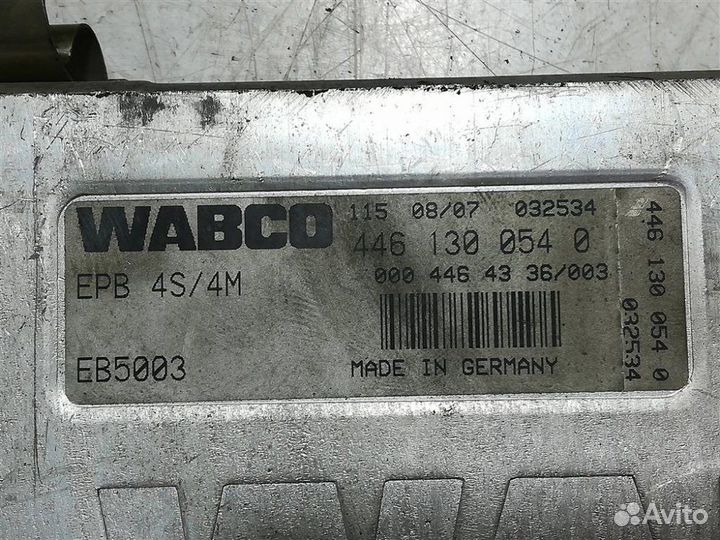 WABCO
115 08/07 032534
446 130 054 0
EPB 4S/4M
000 446 43 36/003
EB5003
MADE IN GERMANY
446 130 054 0
032534
Avito